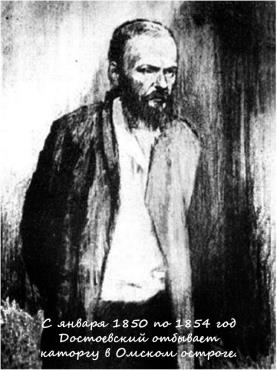 С января 1850 по 1854 год
Достоевский отбывает
каторгу в Омском остроге.